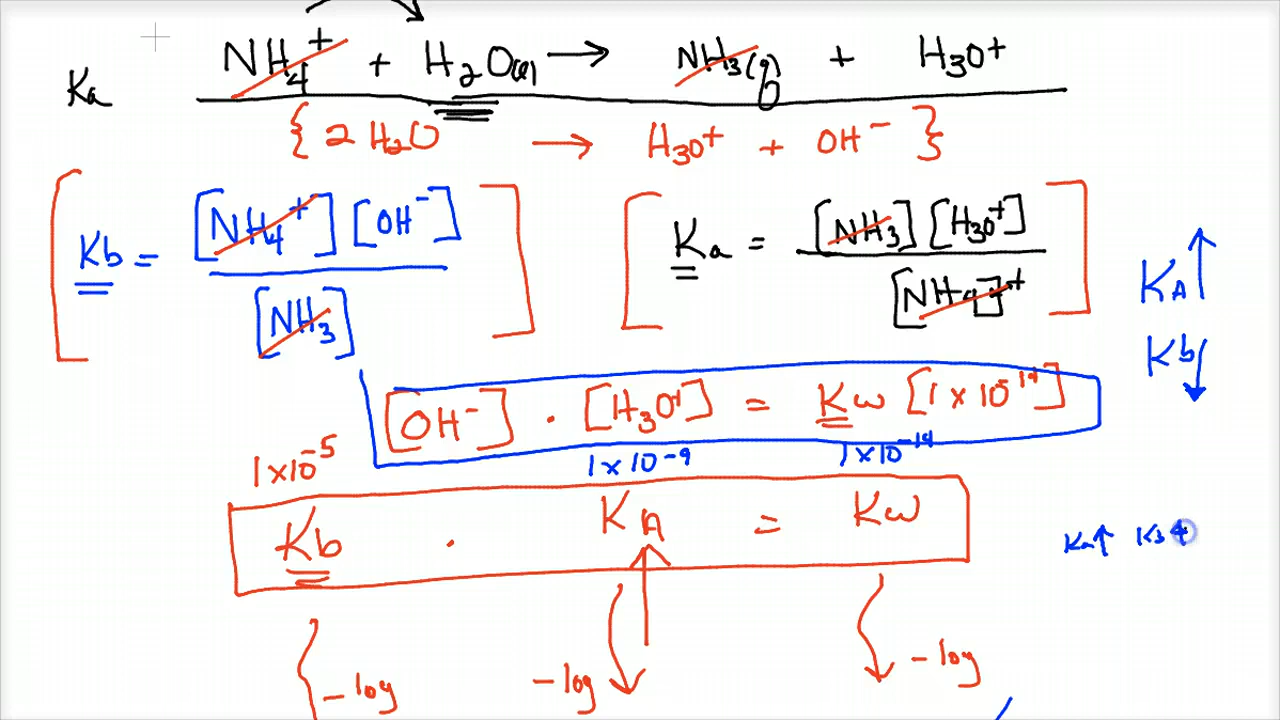 Ka NH4+ + H2O(l) → NH3(g) + H3O+
{ 2 H2O → H3O+ + OH- }
[ Kb = [NH4+] [OH-] / [NH3] ] [ Ka = [NH3] [H3O+] / [NH4]+ ]
KA ↑
Kb ↓
[OH-] · [H3O+] = Kw [1 x 10-14]
1x10-5 1 x 10-9 1x10-14
Kb · KA = Kw
Ka↑
-log -log -log